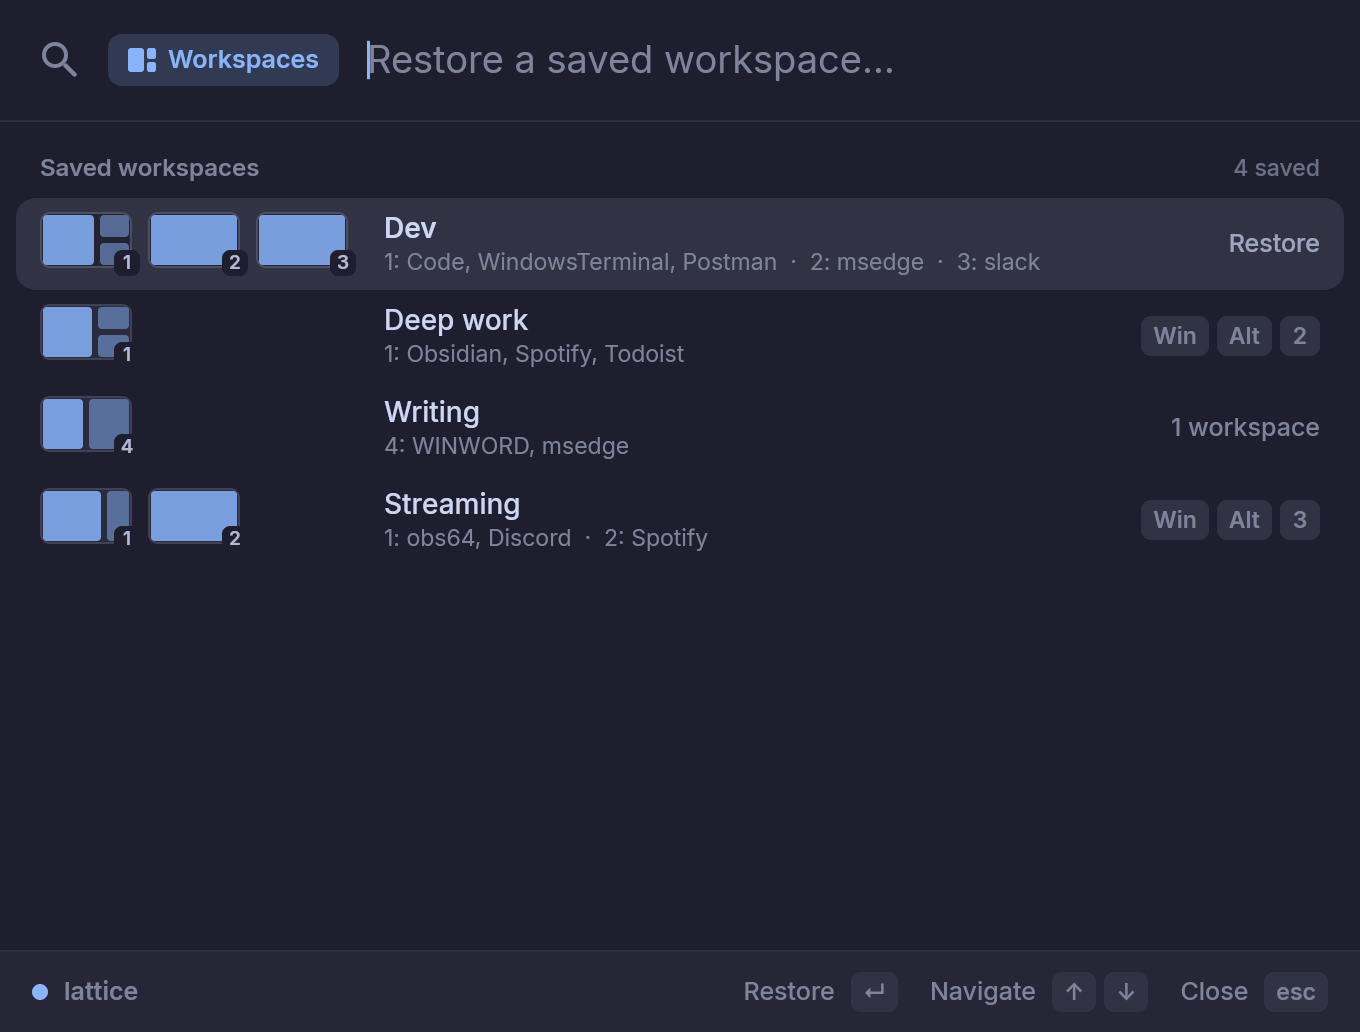 Workspaces Restore a saved workspace...
Saved workspaces 4 saved
1 2 3 Dev Restore
1: Code, WindowsTerminal, Postman · 2: msedge · 3: slack
1 Deep work Win Alt 2
1: Obsidian, Spotify, Todoist
4 Writing 1 workspace
4: WINWORD, msedge
1 2 Streaming Win Alt 3
1: obs64, Discord · 2: Spotify
lattice Restore ↵ Navigate ↑ ↓ Close esc